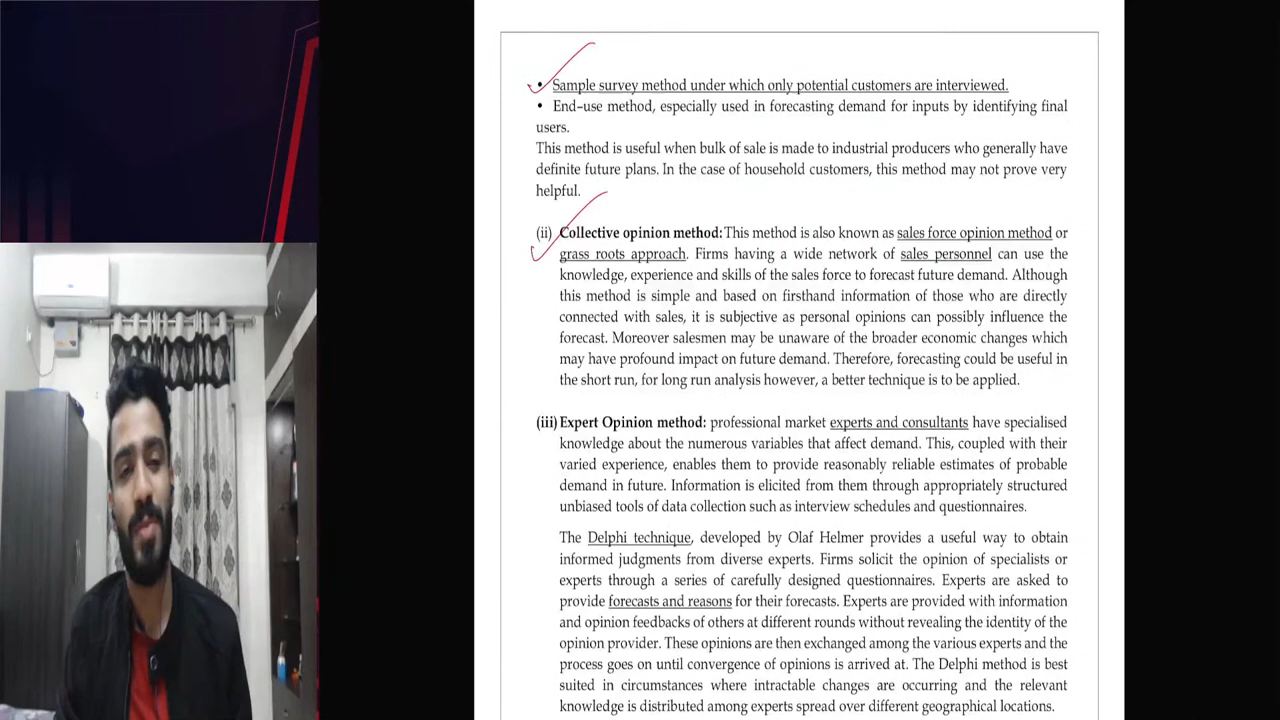 • Sample survey method under which only potential customers are interviewed.
• End–use method, especially used in forecasting demand for inputs by identifying final
users.
This method is useful when bulk of sale is made to industrial producers who generally have
definite future plans. In the case of household customers, this method may not prove very
helpful.
(ii) Collective opinion method: This method is also known as sales force opinion method or
grass roots approach. Firms having a wide network of sales personnel can use the
knowledge, experience and skills of the sales force to forecast future demand. Although
this method is simple and based on firsthand information of those who are directly
connected with sales, it is subjective as personal opinions can possibly influence the
forecast. Moreover salesmen may be unaware of the broader economic changes which
may have profound impact on future demand. Therefore, forecasting could be useful in
the short run, for long run analysis however, a better technique is to be applied.
(iii) Expert Opinion method: professional market experts and consultants have specialised
knowledge about the numerous variables that affect demand. This, coupled with their
varied experience, enables them to provide reasonably reliable estimates of probable
demand in future. Information is elicited from them through appropriately structured
unbiased tools of data collection such as interview schedules and questionnaires.
The Delphi technique, developed by Olaf Helmer provides a useful way to obtain
informed judgments from diverse experts. Firms solicit the opinion of specialists or
experts through a series of carefully designed questionnaires. Experts are asked to
provide forecasts and reasons for their forecasts. Experts are provided with information
and opinion feedbacks of others at different rounds without revealing the identity of the
opinion provider. These opinions are then exchanged among the various experts and the
process goes on until convergence of opinions is arrived at. The Delphi method is best
suited in circumstances where intractable changes are occurring and the relevant
knowledge is distributed among experts spread over different geographical locations.